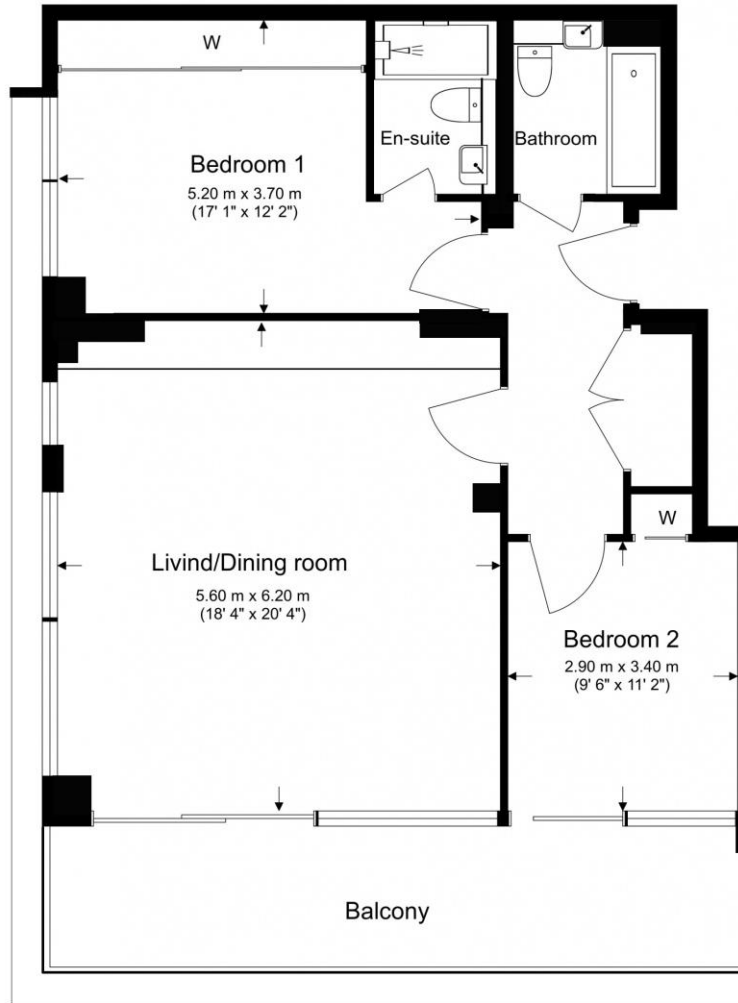 W
En-suite
Bathroom
Bedroom 1
5.20 m x 3.70 m
(17' 1" x 12' 2")
W
Livind/Dining room
5.60 m x 6.20 m
(18' 4" x 20' 4")
Bedroom 2
2.90 m x 3.40 m
(9' 6" x 11' 2")
Balcony